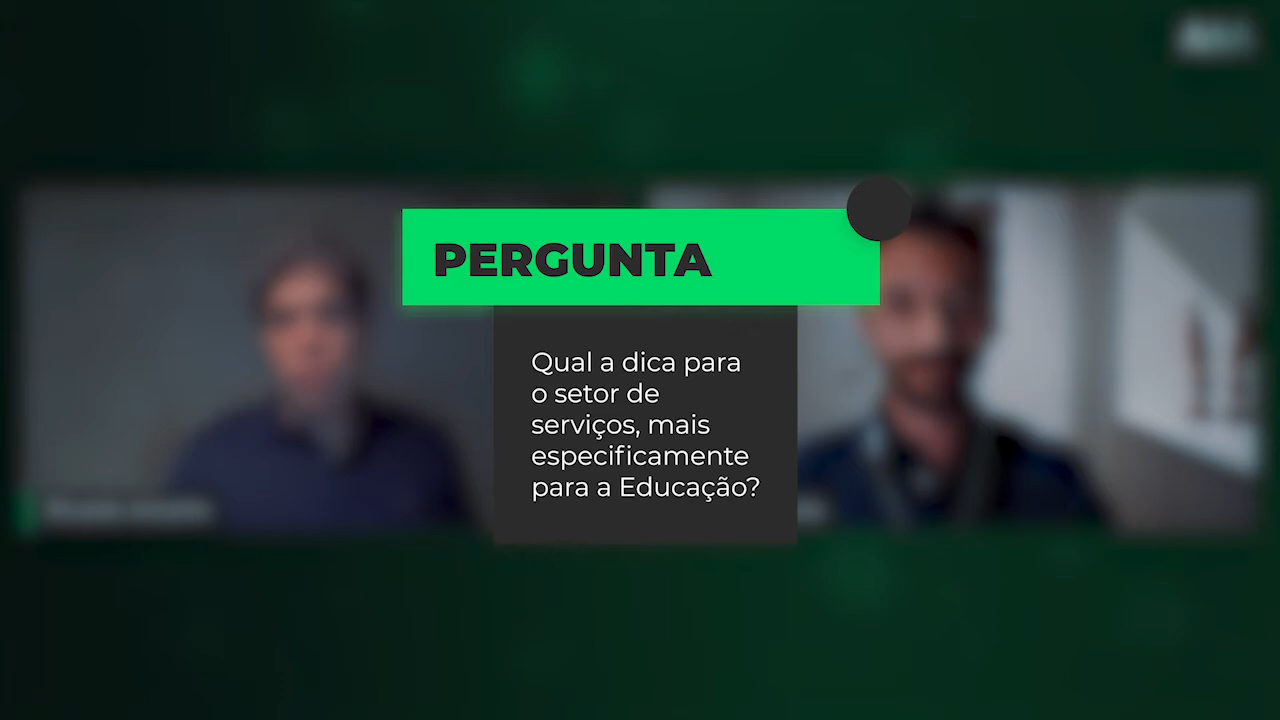 PERGUNTA
Qual a dica para
o setor de
serviços, mais
especificamente
para a Educação?